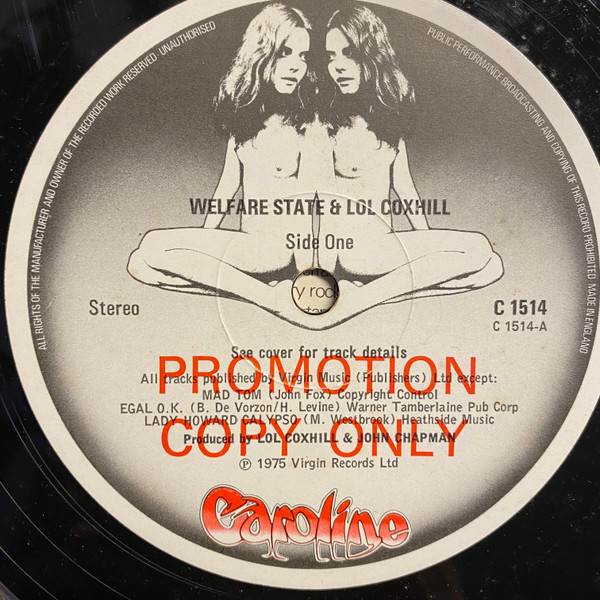 ALL RIGHTS OF THE MANUFACTURER AND OWNER OF THE RECORDED WORK RESERVED · UNAUTHORISED
PUBLIC PERFORMANCE BROADCASTING AND COPYING OF THIS RECORD PROHIBITED MADE IN ENGLAND
WELFARE STATE & LOL COXHILL
Side One
ry rock
Stereo
C 1514
C 1514-A
See cover for track details
PROMOTION
All tracks published by Virgin Music (Publishers) Ltd except:
MAD TOM (John Fox) Copyright Control
EGAL O.K. (B. De Vorzon/H. Levine) Warner Tamberlaine Pub Corp
LADY HOWARD CALYPSO (M. Westbrook) Heathside Music
COPY ONLY
Produced by LOL COXHILL & JOHN CHAPMAN
℗ 1975 Virgin Records Ltd
Caroline